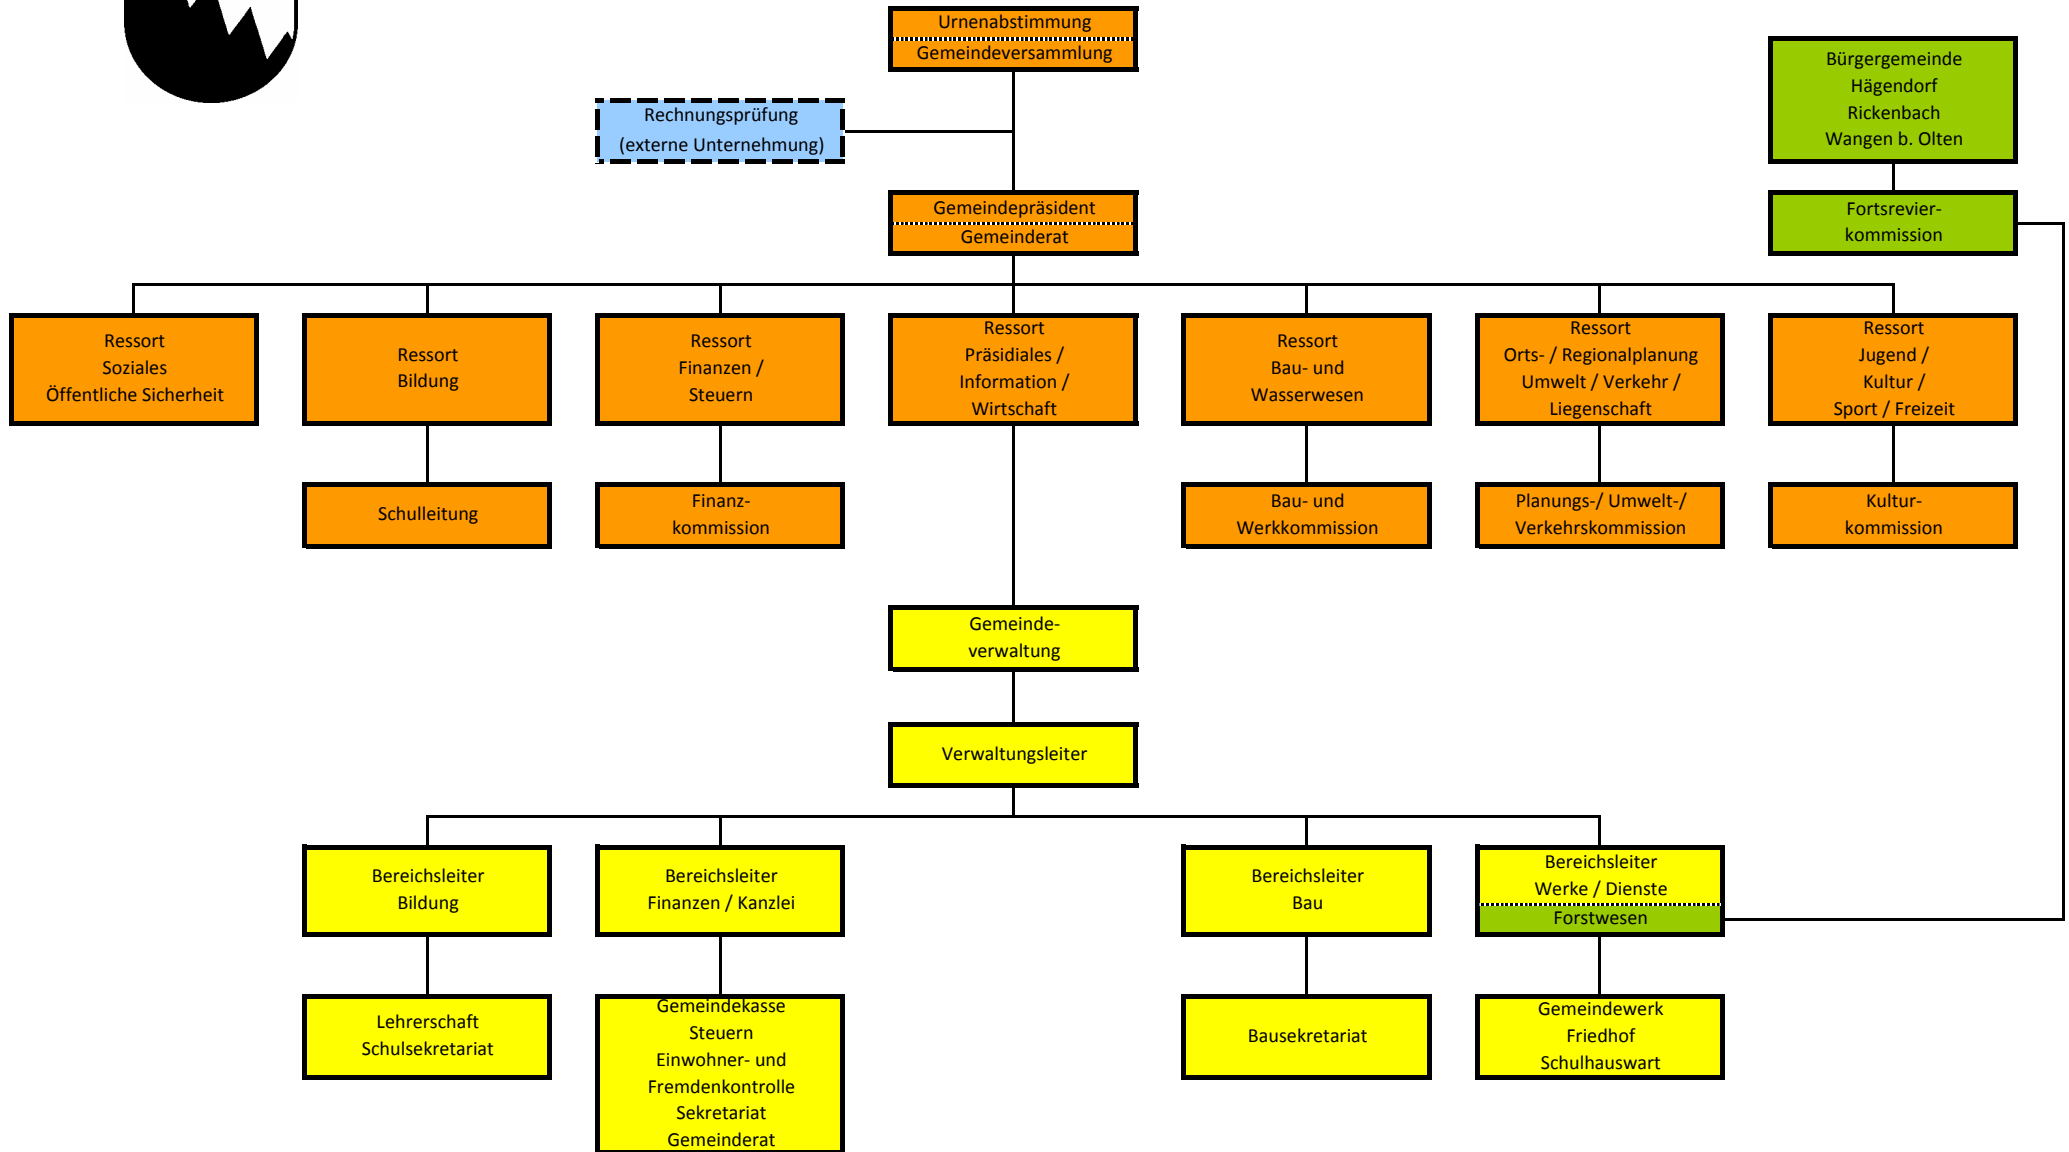 Urnenabstimmung
Gemeindeversammlung
Bürgergemeinde
Hägendorf
Rickenbach
Wangen b. Olten
Rechnungsprüfung
(externe Unternehmung)
Gemeindepräsident
Gemeinderat
Fortsrevier-
kommission
Ressort
Soziales
Öffentliche Sicherheit
Ressort
Bildung
Ressort
Finanzen /
Steuern
Ressort
Präsidiales /
Information /
Wirtschaft
Ressort
Bau- und
Wasserwesen
Ressort
Orts- / Regionalplanung
Umwelt / Verkehr /
Liegenschaft
Ressort
Jugend /
Kultur /
Sport / Freizeit
Schulleitung
Finanz-
kommission
Bau- und
Werkkommission
Planungs-/ Umwelt-/
Verkehrskommission
Kultur-
kommission
Gemeinde-
verwaltung
Verwaltungsleiter
Bereichsleiter
Bildung
Bereichsleiter
Finanzen / Kanzlei
Bereichsleiter
Bau
Bereichsleiter
Werke / Dienste
Forstwesen
Lehrerschaft
Schulsekretariat
Gemeindekasse
Steuern
Einwohner- und
Fremdenkontrolle
Sekretariat
Gemeinderat
Bausekretariat
Gemeindewerk
Friedhof
Schulhauswart